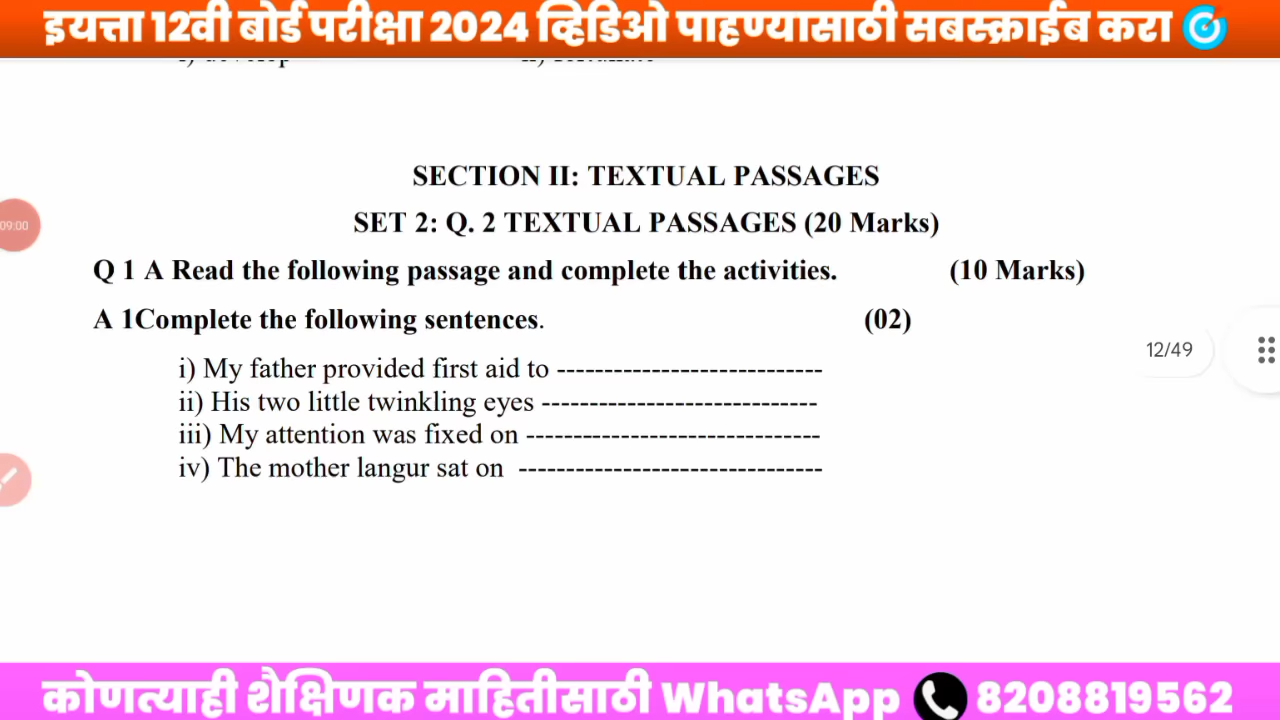 इयत्ता 12वी बोर्ड परीक्षा 2024 व्हिडिओ पाहण्यासाठी सबस्क्राईब करा
SECTION II: TEXTUAL PASSAGES
SET 2: Q. 2 TEXTUAL PASSAGES (20 Marks)
09:00
Q 1 A Read the following passage and complete the activities. (10 Marks)
A 1Complete the following sentences. (02)
12/49
i) My father provided first aid to ----------------------------
ii) His two little twinkling eyes -----------------------------
iii) My attention was fixed on -------------------------------
iv) The mother langur sat on --------------------------------
कोणत्याही शैक्षणिक माहितीसाठी WhatsApp 8208819562